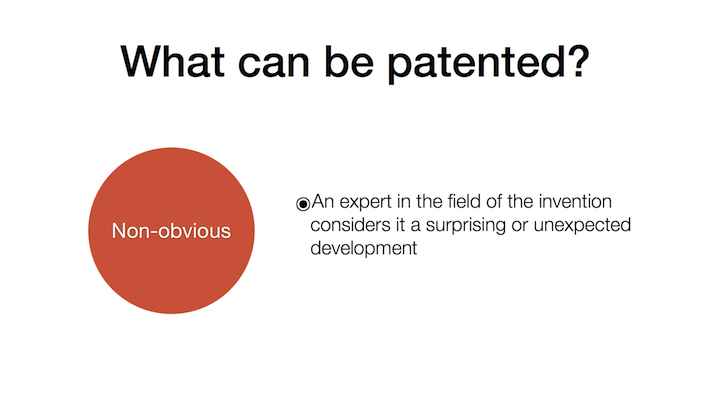 What can be patented?
Non-obvious
◉An expert in the field of the invention
considers it a surprising or unexpected
development